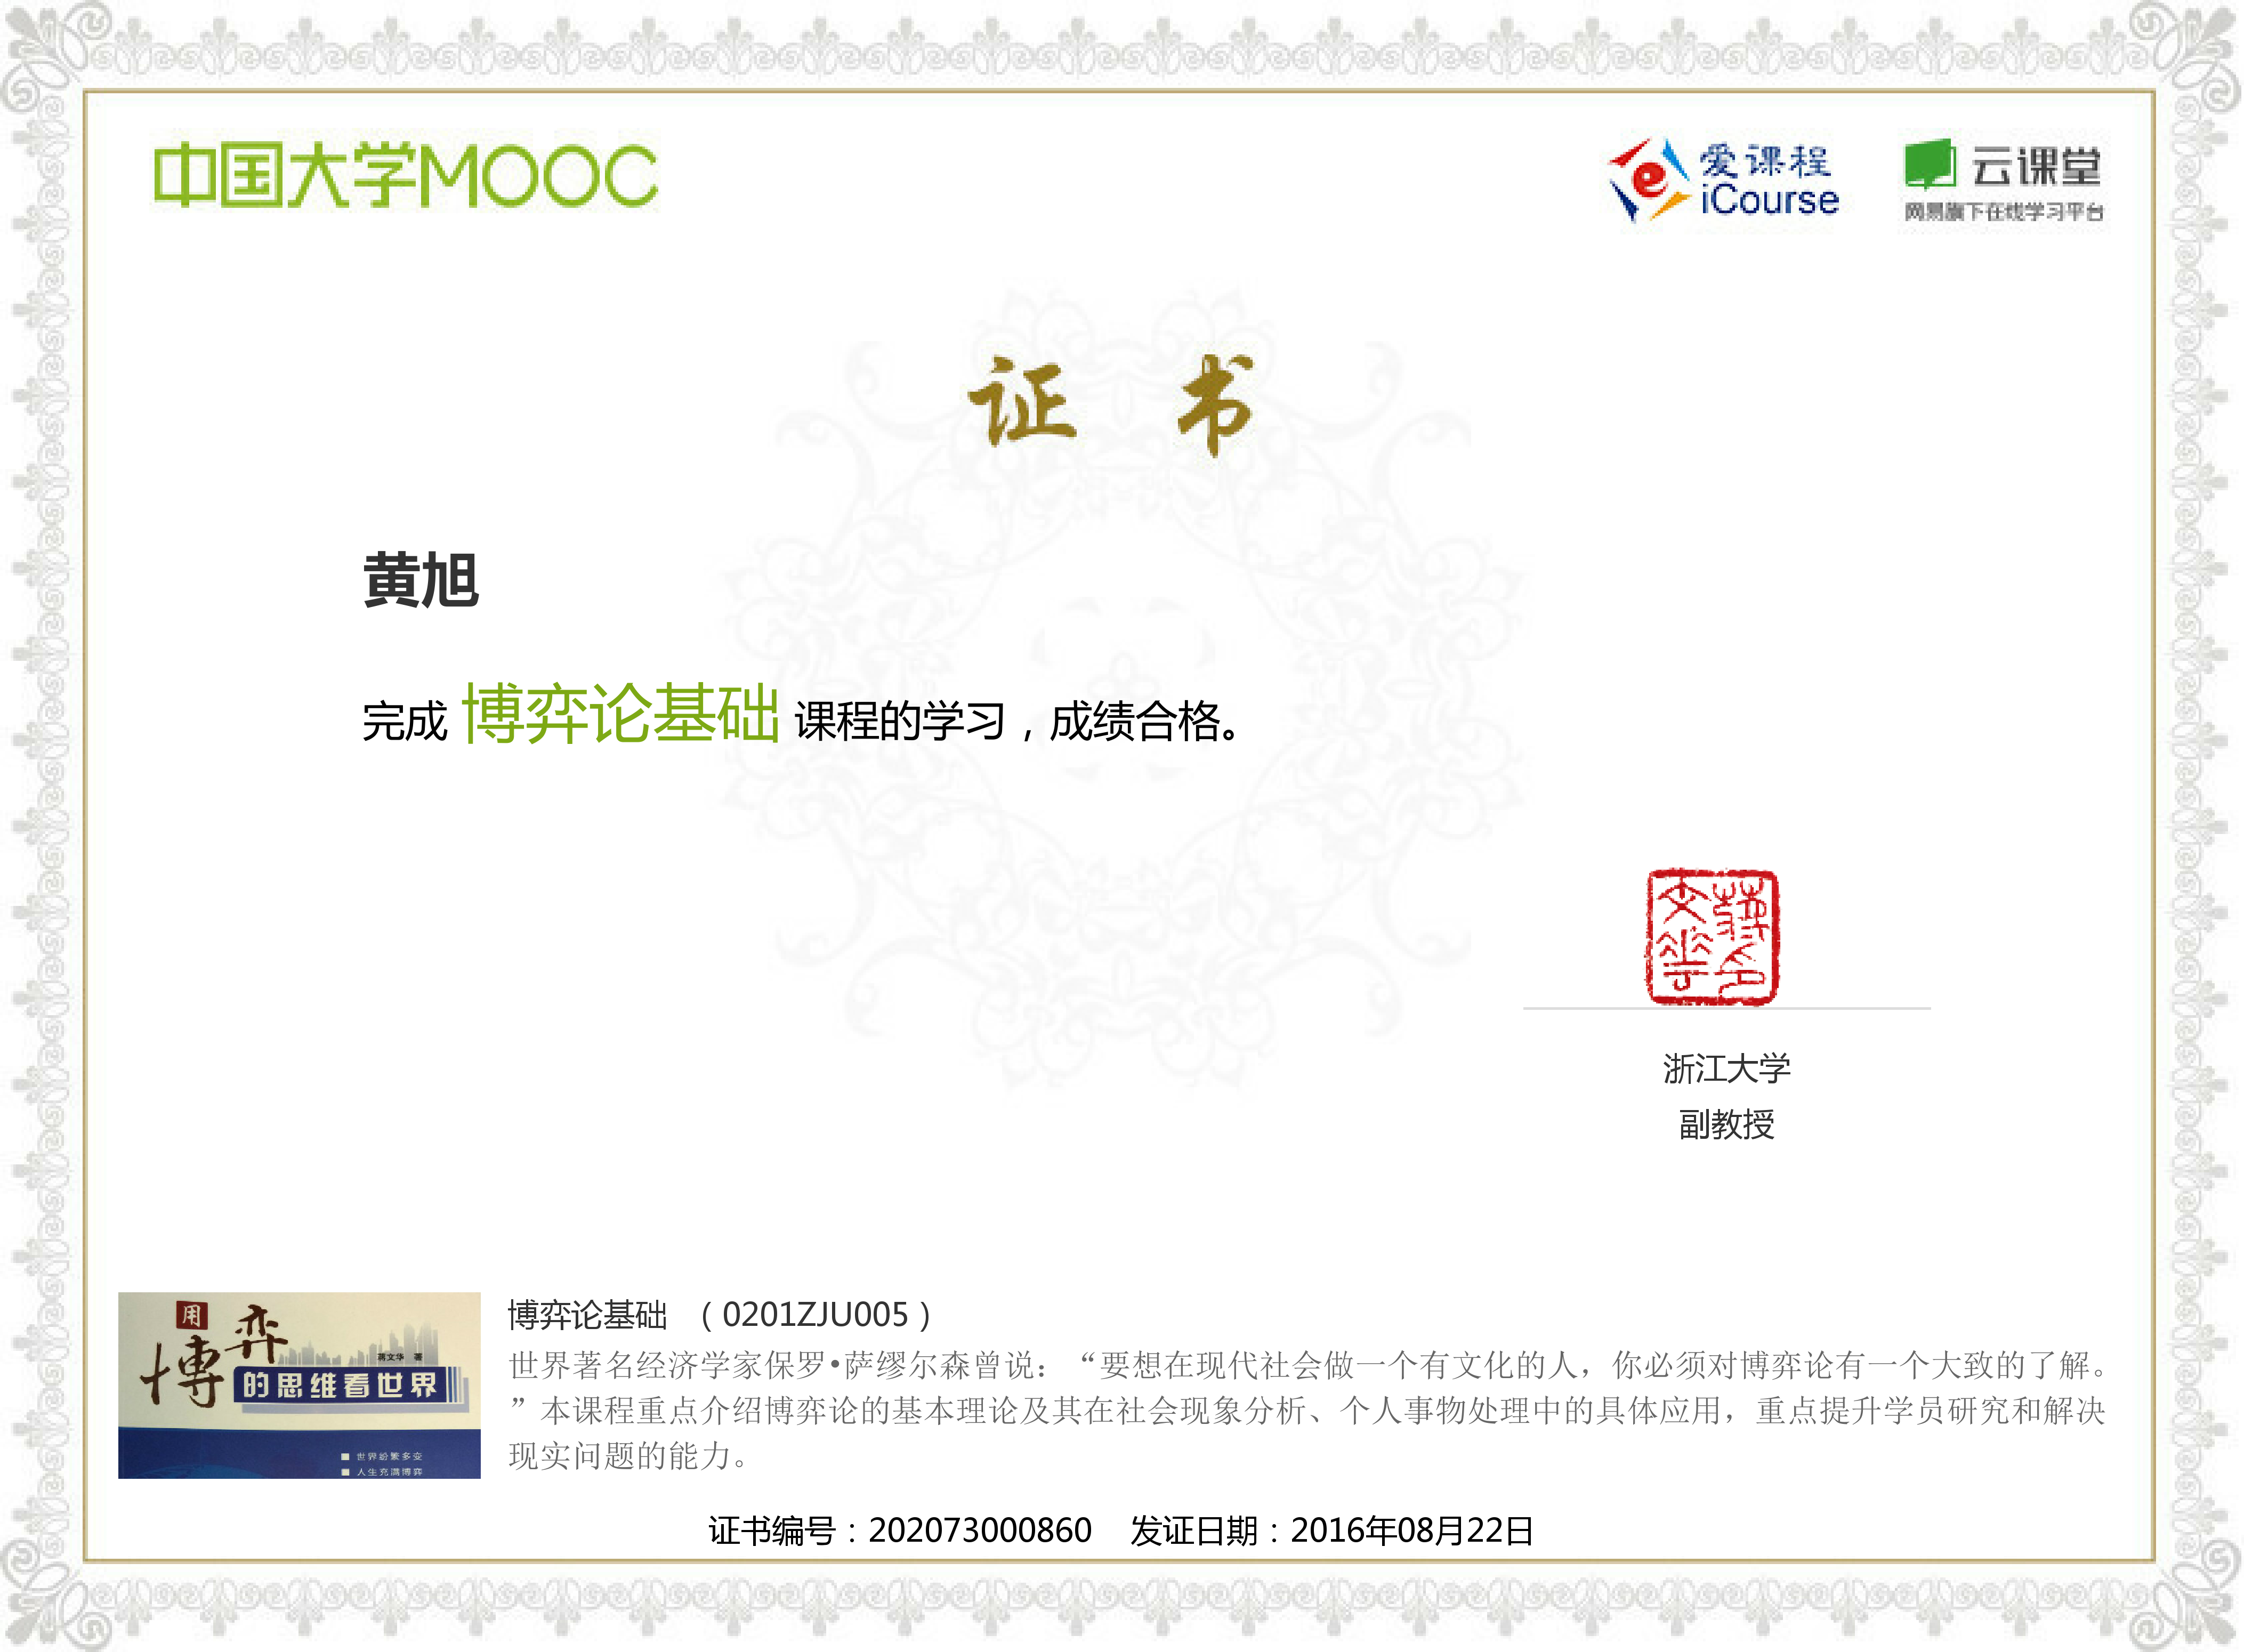 中国大学MOOC
爱课程
iCourse
云课堂
网易旗下在线学习平台
证 书
黄旭
完成 博弈论基础 课程的学习，成绩合格。
蒋文华
浙江大学
副教授
用
博弈
蒋文华 著
的思维看世界
■ 世界纷繁多变
■ 人生充满博弈
博弈论基础 （0201ZJU005）
世界著名经济学家保罗•萨缪尔森曾说：“要想在现代社会做一个有文化的人，你必须对博弈论有一个大致的了解。
”本课程重点介绍博弈论的基本理论及其在社会现象分析、个人事物处理中的具体应用，重点提升学员研究和解决
现实问题的能力。
证书编号：202073000860 发证日期：2016年08月22日